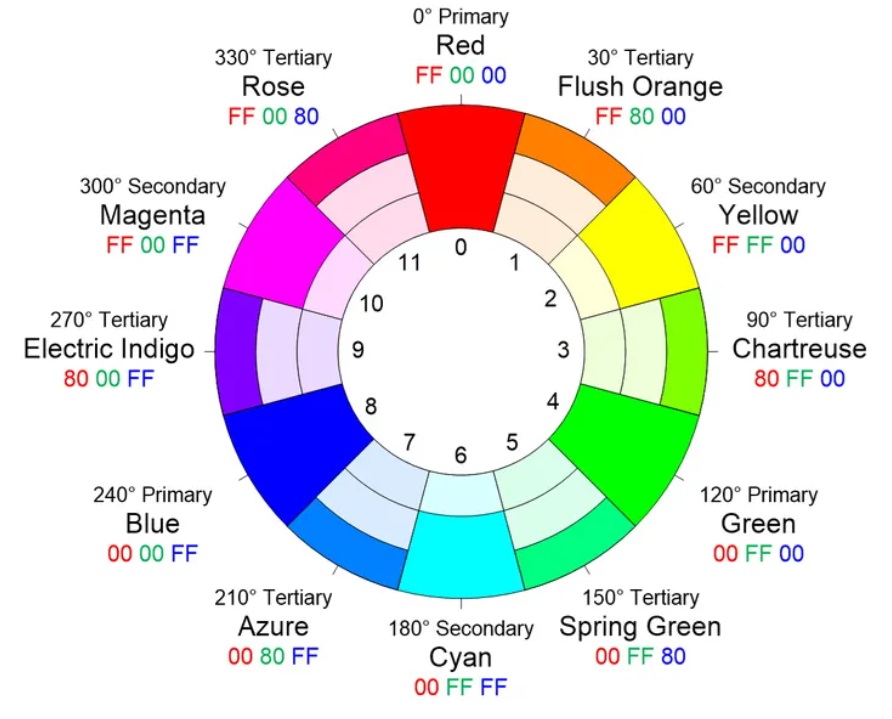 0° Primary
Red
FF 00 00
30° Tertiary
Flush Orange
FF 80 00
60° Secondary
Yellow
FF FF 00
90° Tertiary
Chartreuse
80 FF 00
120° Primary
Green
00 FF 00
150° Tertiary
Spring Green
00 FF 80
180° Secondary
Cyan
00 FF FF
210° Tertiary
Azure
00 80 FF
240° Primary
Blue
00 00 FF
270° Tertiary
Electric Indigo
80 00 FF
300° Secondary
Magenta
FF 00 FF
330° Tertiary
Rose
FF 00 80
0
1
2
3
4
5
6
7
8
9
10
11